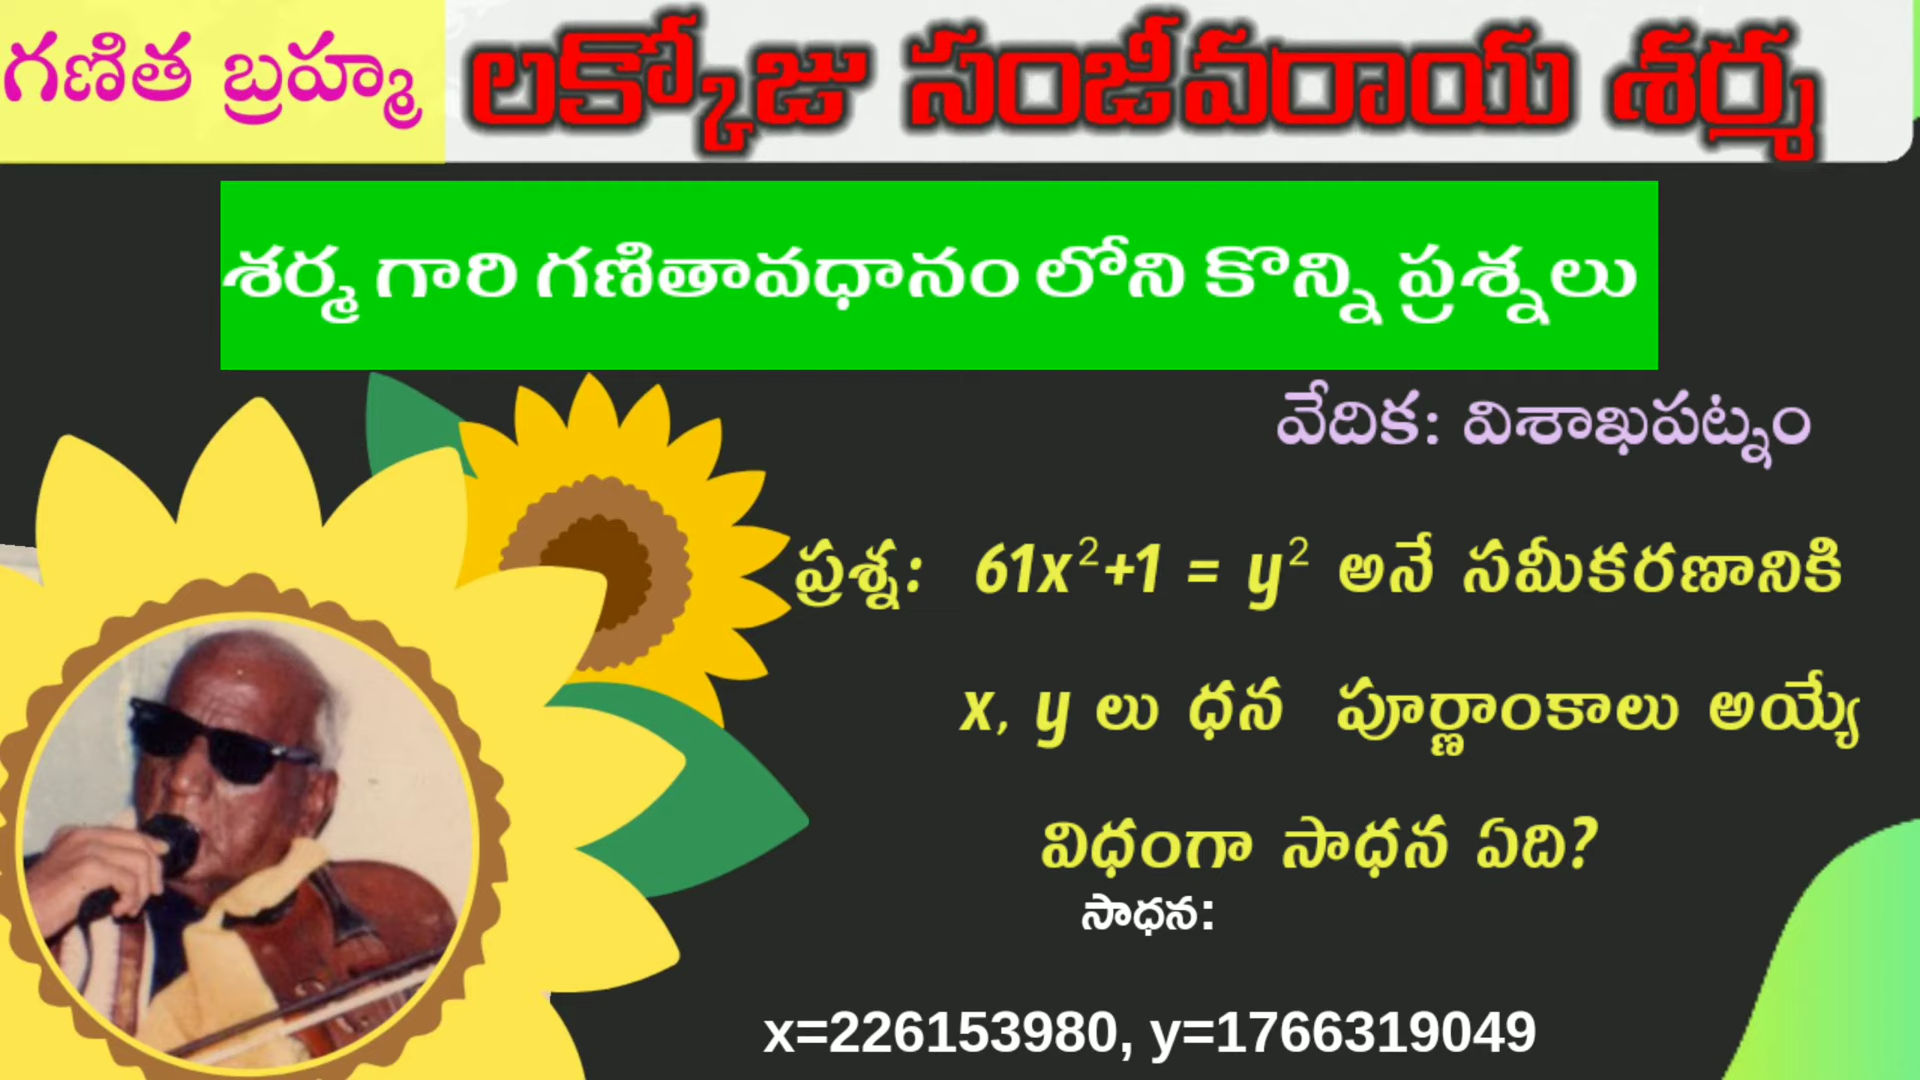 గణిత బ్రహ్మ లక్కోజు సంజీవరాయ శర్మ
శర్మ గారి గణితావధానం లోని కొన్ని ప్రశ్నలు
వేదిక: విశాఖపట్నం
ప్రశ్న: 61x²+1 = y² అనే సమీకరణానికి
x, y లు ధన పూర్ణాంకాలు అయ్యే
విధంగా సాధన ఏది?
సాధన:
x=226153980, y=1766319049